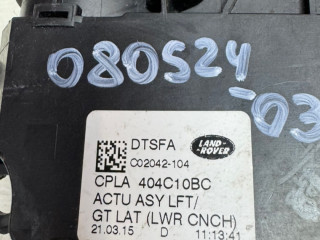 080524
-03
DTSFA
LAND-
ROVER
C02042-104
CPLA 404C10BC
ACTU ASY LFT/
GT LAT (LWR CNCH)
21.03.15 D 11:13:41